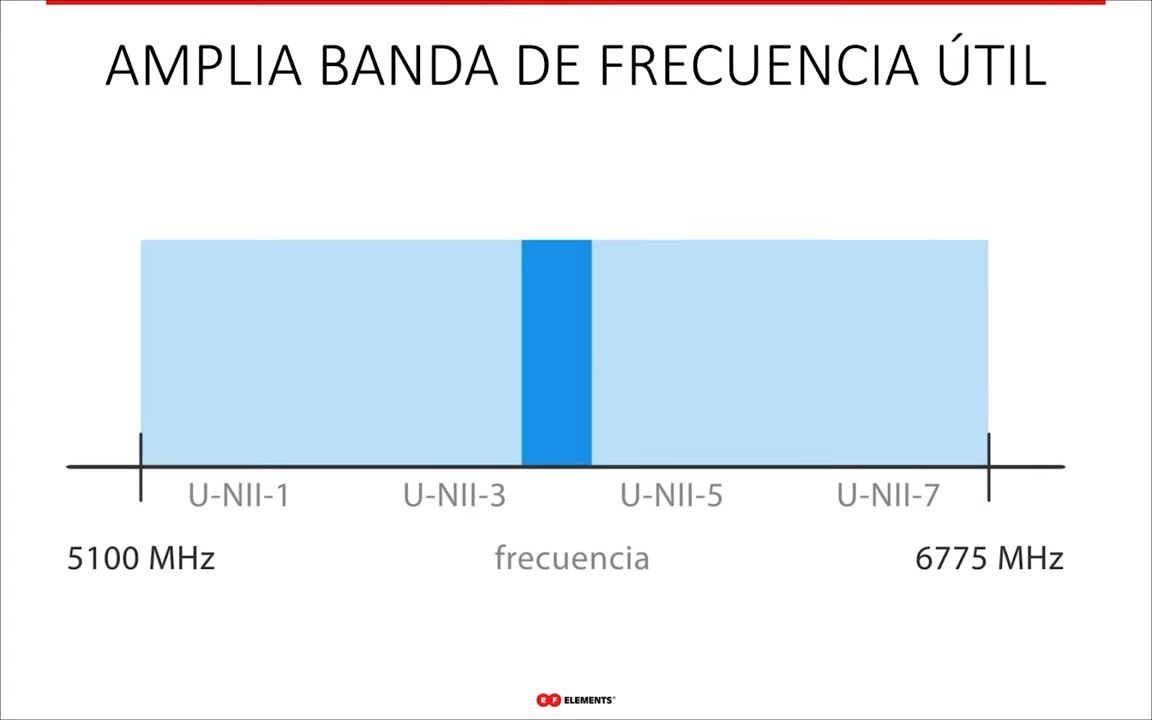 AMPLIA BANDA DE FRECUENCIA ÚTIL
U-NII-1 U-NII-3 U-NII-5 U-NII-7
5100 MHz frecuencia 6775 MHz
RF ELEMENTS®